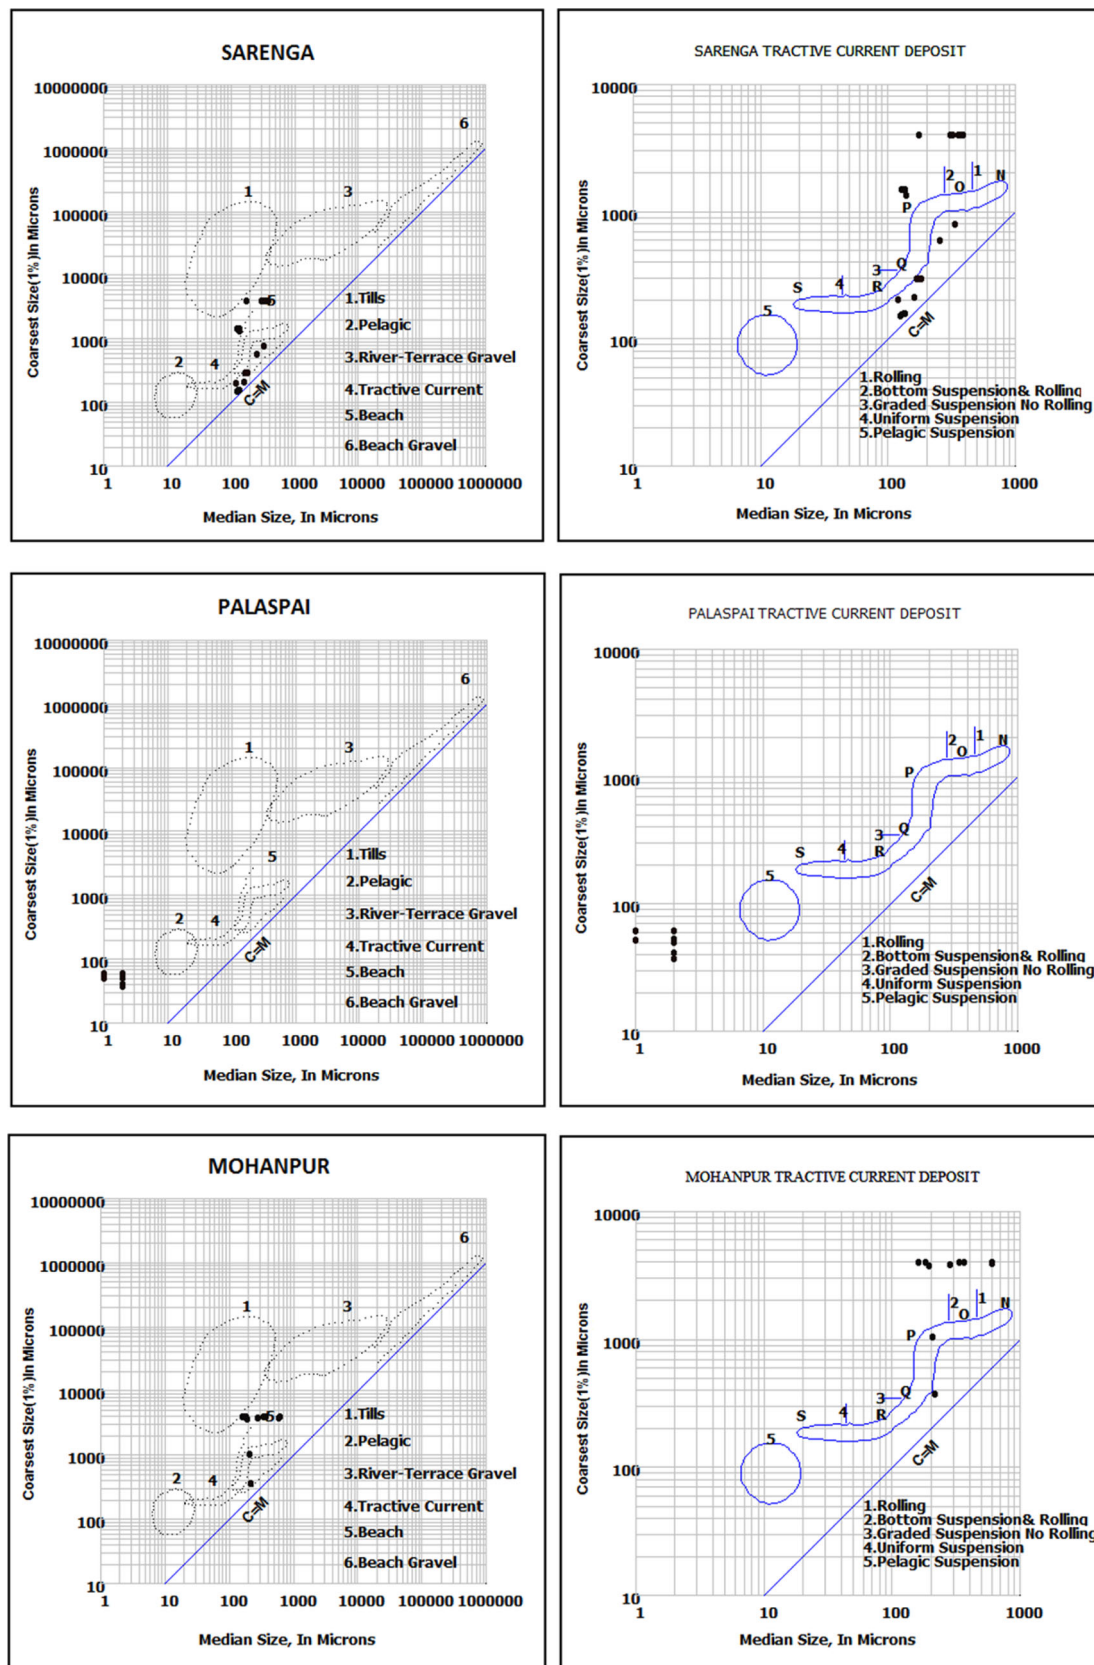 SARENGA
10000000
1000000
100000
10000
1000
100
10
1 10 100 1000 10000 100000 1000000
Coarsest Size(1%)In Microns
Median Size, In Microns
1
2
3
4
5
6
C=M
1.Tills
2.Pelagic
3.River-Terrace Gravel
4.Tractive Current
5.Beach
6.Beach Gravel
SARENGA TRACTIVE CURRENT DEPOSIT
10000
1000
100
10
1 10 100 1000
Coarsest Size(1%)In Microns
Median Size, In Microns
2 1 N
O
P
3 Q
S 4 R
5
C=M
1.Rolling
2.Bottom Suspension& Rolling
3.Graded Suspension No Rolling
4.Uniform Suspension
5.Pelagic Suspension
PALASPAI
10000000
1000000
100000
10000
1000
100
10
1 10 100 1000 10000 100000 1000000
Coarsest Size(1%)In Microns
Median Size, In Microns
1
2
3
4
5
6
C=M
1.Tills
2.Pelagic
3.River-Terrace Gravel
4.Tractive Current
5.Beach
6.Beach Gravel
PALASPAI TRACTIVE CURRENT DEPOSIT
10000
1000
100
10
1 10 100 1000
Coarsest Size(1%)In Microns
Median Size, In Microns
2 1 N
O
P
3 Q
S 4 R
5
C=M
1.Rolling
2.Bottom Suspension& Rolling
3.Graded Suspension No Rolling
4.Uniform Suspension
5.Pelagic Suspension
MOHANPUR
10000000
1000000
100000
10000
1000
100
10
1 10 100 1000 10000 100000 1000000
Coarsest Size(1%)In Microns
Median Size, In Microns
1
2
3
4
5
6
C=M
1.Tills
2.Pelagic
3.River-Terrace Gravel
4.Tractive Current
5.Beach
6.Beach Gravel
MOHANPUR TRACTIVE CURRENT DEPOSIT
10000
1000
100
10
1 10 100 1000
Coarsest Size(1%)In Microns
Median Size, In Microns
2 1 N
O
P
3 Q
S 4 R
5
C=M
1.Rolling
2.Bottom Suspension& Rolling
3.Graded Suspension No Rolling
4.Uniform Suspension
5.Pelagic Suspension